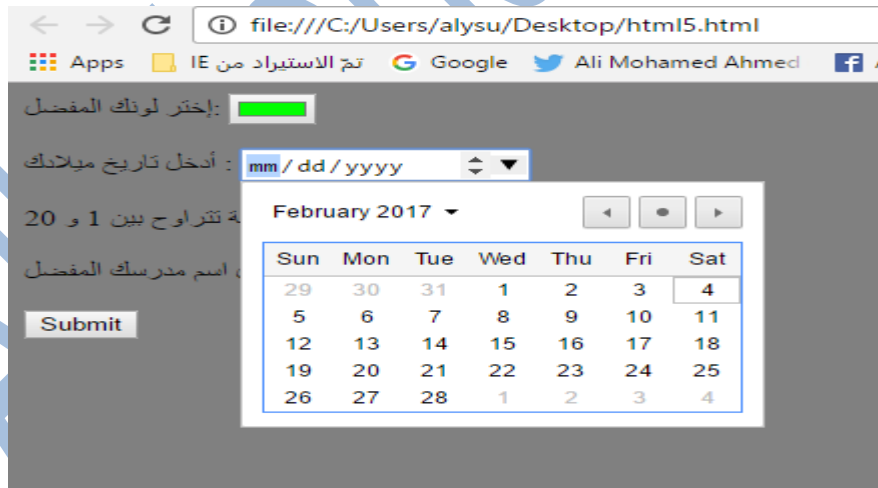 file:///C:/Users/alysu/Desktop/html5.html
Apps تمّ الاستيراد من IE Google Ali Mohamed Ahmed
إختر لونك المفضل:
أدخل تاريخ ميلادك : mm/dd/yyyy
February 2017
تتراوح بين 1 و 20
Sun Mon Tue Wed Thu Fri Sat
اسم مدرسك المفضل
29 30 31 1 2 3 4
5 6 7 8 9 10 11
Submit
12 13 14 15 16 17 18
19 20 21 22 23 24 25
26 27 28 1 2 3 4